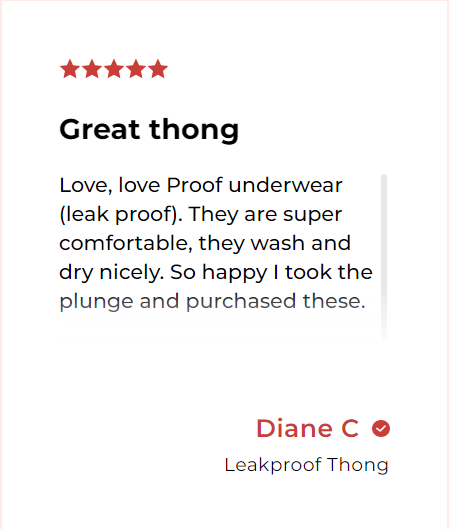 Great thong
Love, love Proof underwear
(leak proof). They are super
comfortable, they wash and
dry nicely. So happy I took the
plunge and purchased these.
Diane C
Leakproof Thong